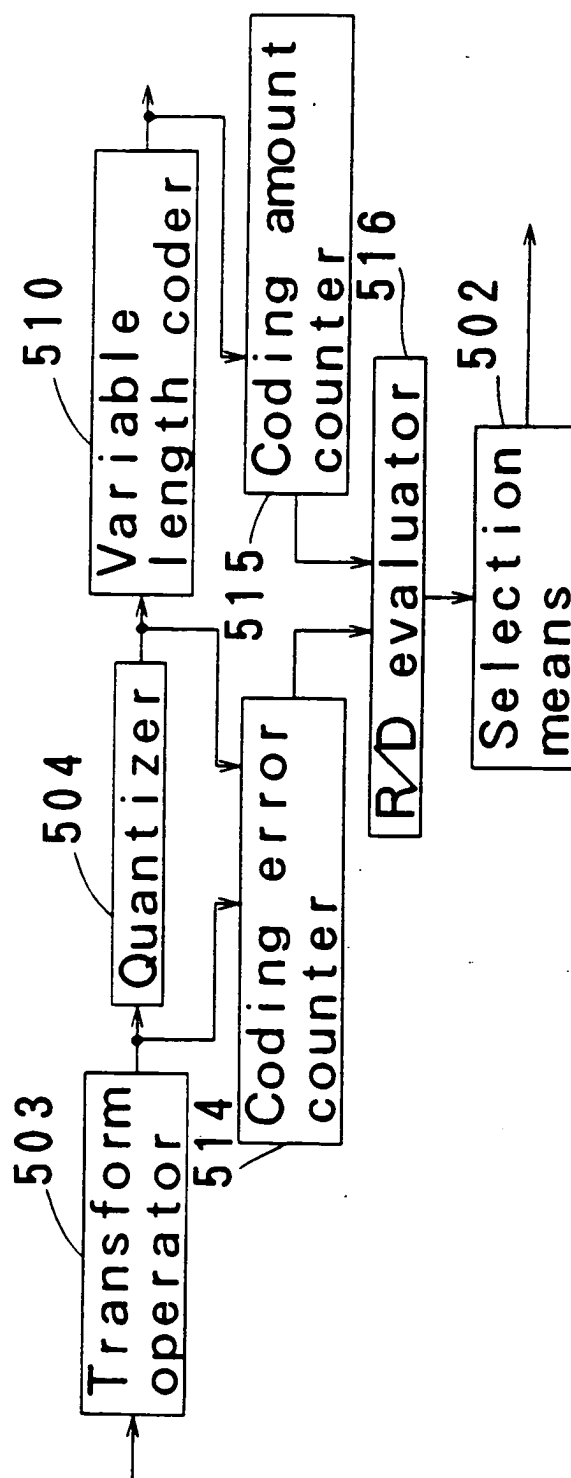 503
Transform
operator
504
Quantizer
510
Variable
length coder
514
Coding error
counter
515
Coding amount
counter
516
R/D evaluator
502
Selection
means